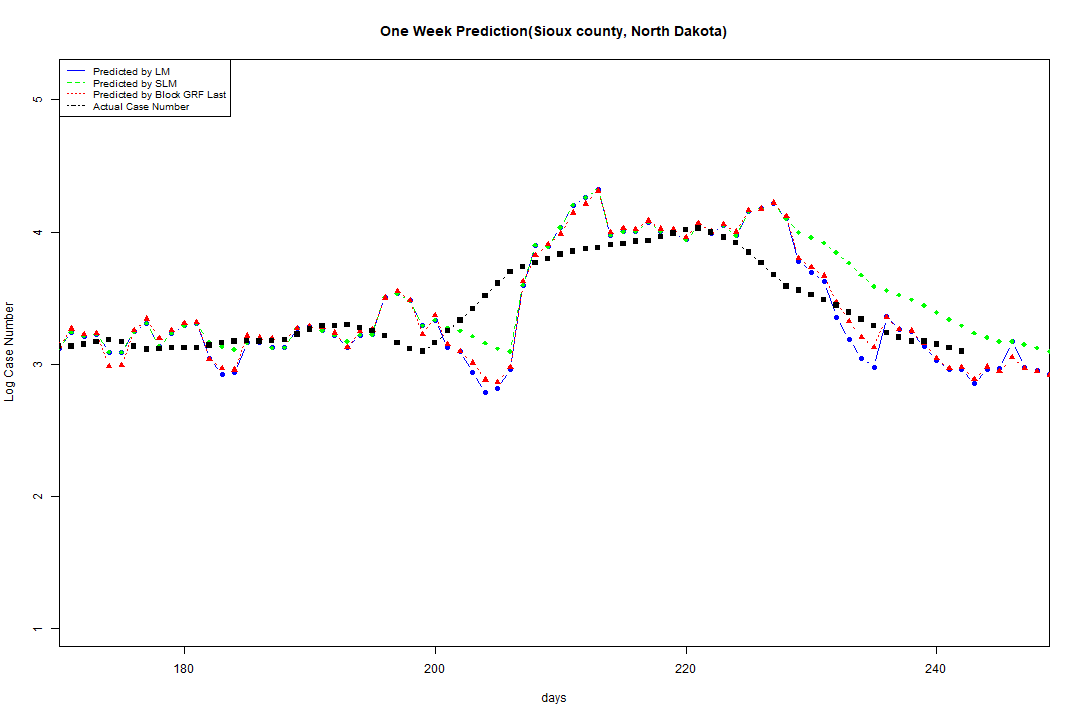 One Week Prediction(Sioux county, North Dakota)
Predicted by LM
Predicted by SLM
Predicted by Block GRF Last
Actual Case Number
5
4
3
2
1
Log Case Number
180 200 220 240
days